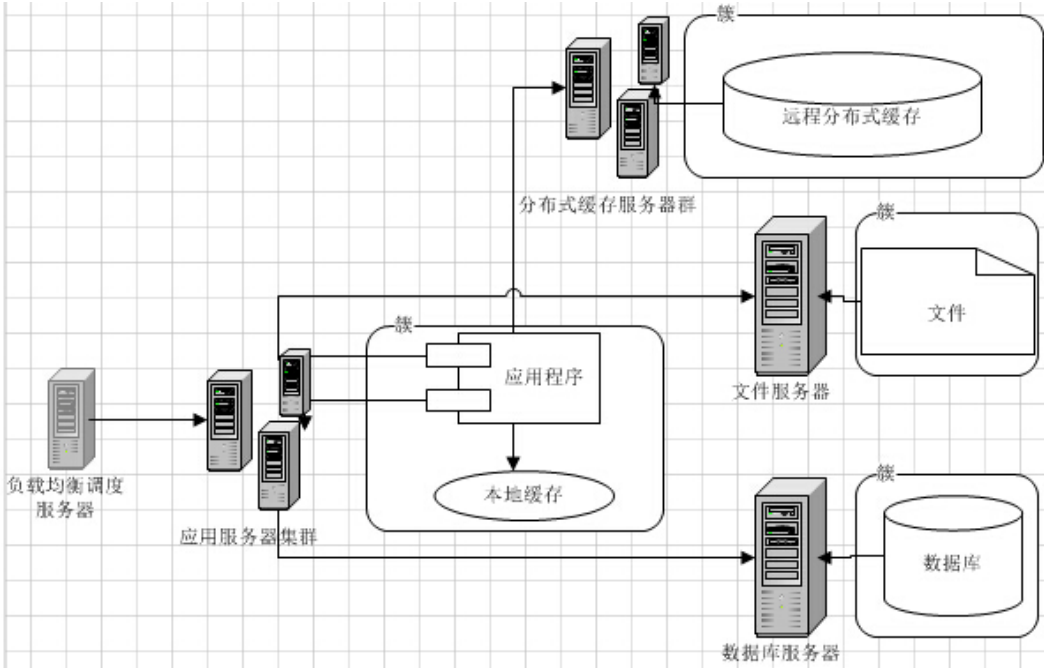 簇
远程分布式缓存
分布式缓存服务器群
簇
文件
文件服务器
簇
应用程序
本地缓存
负载均衡调度
服务器
应用服务器集群
簇
数据库
数据库服务器